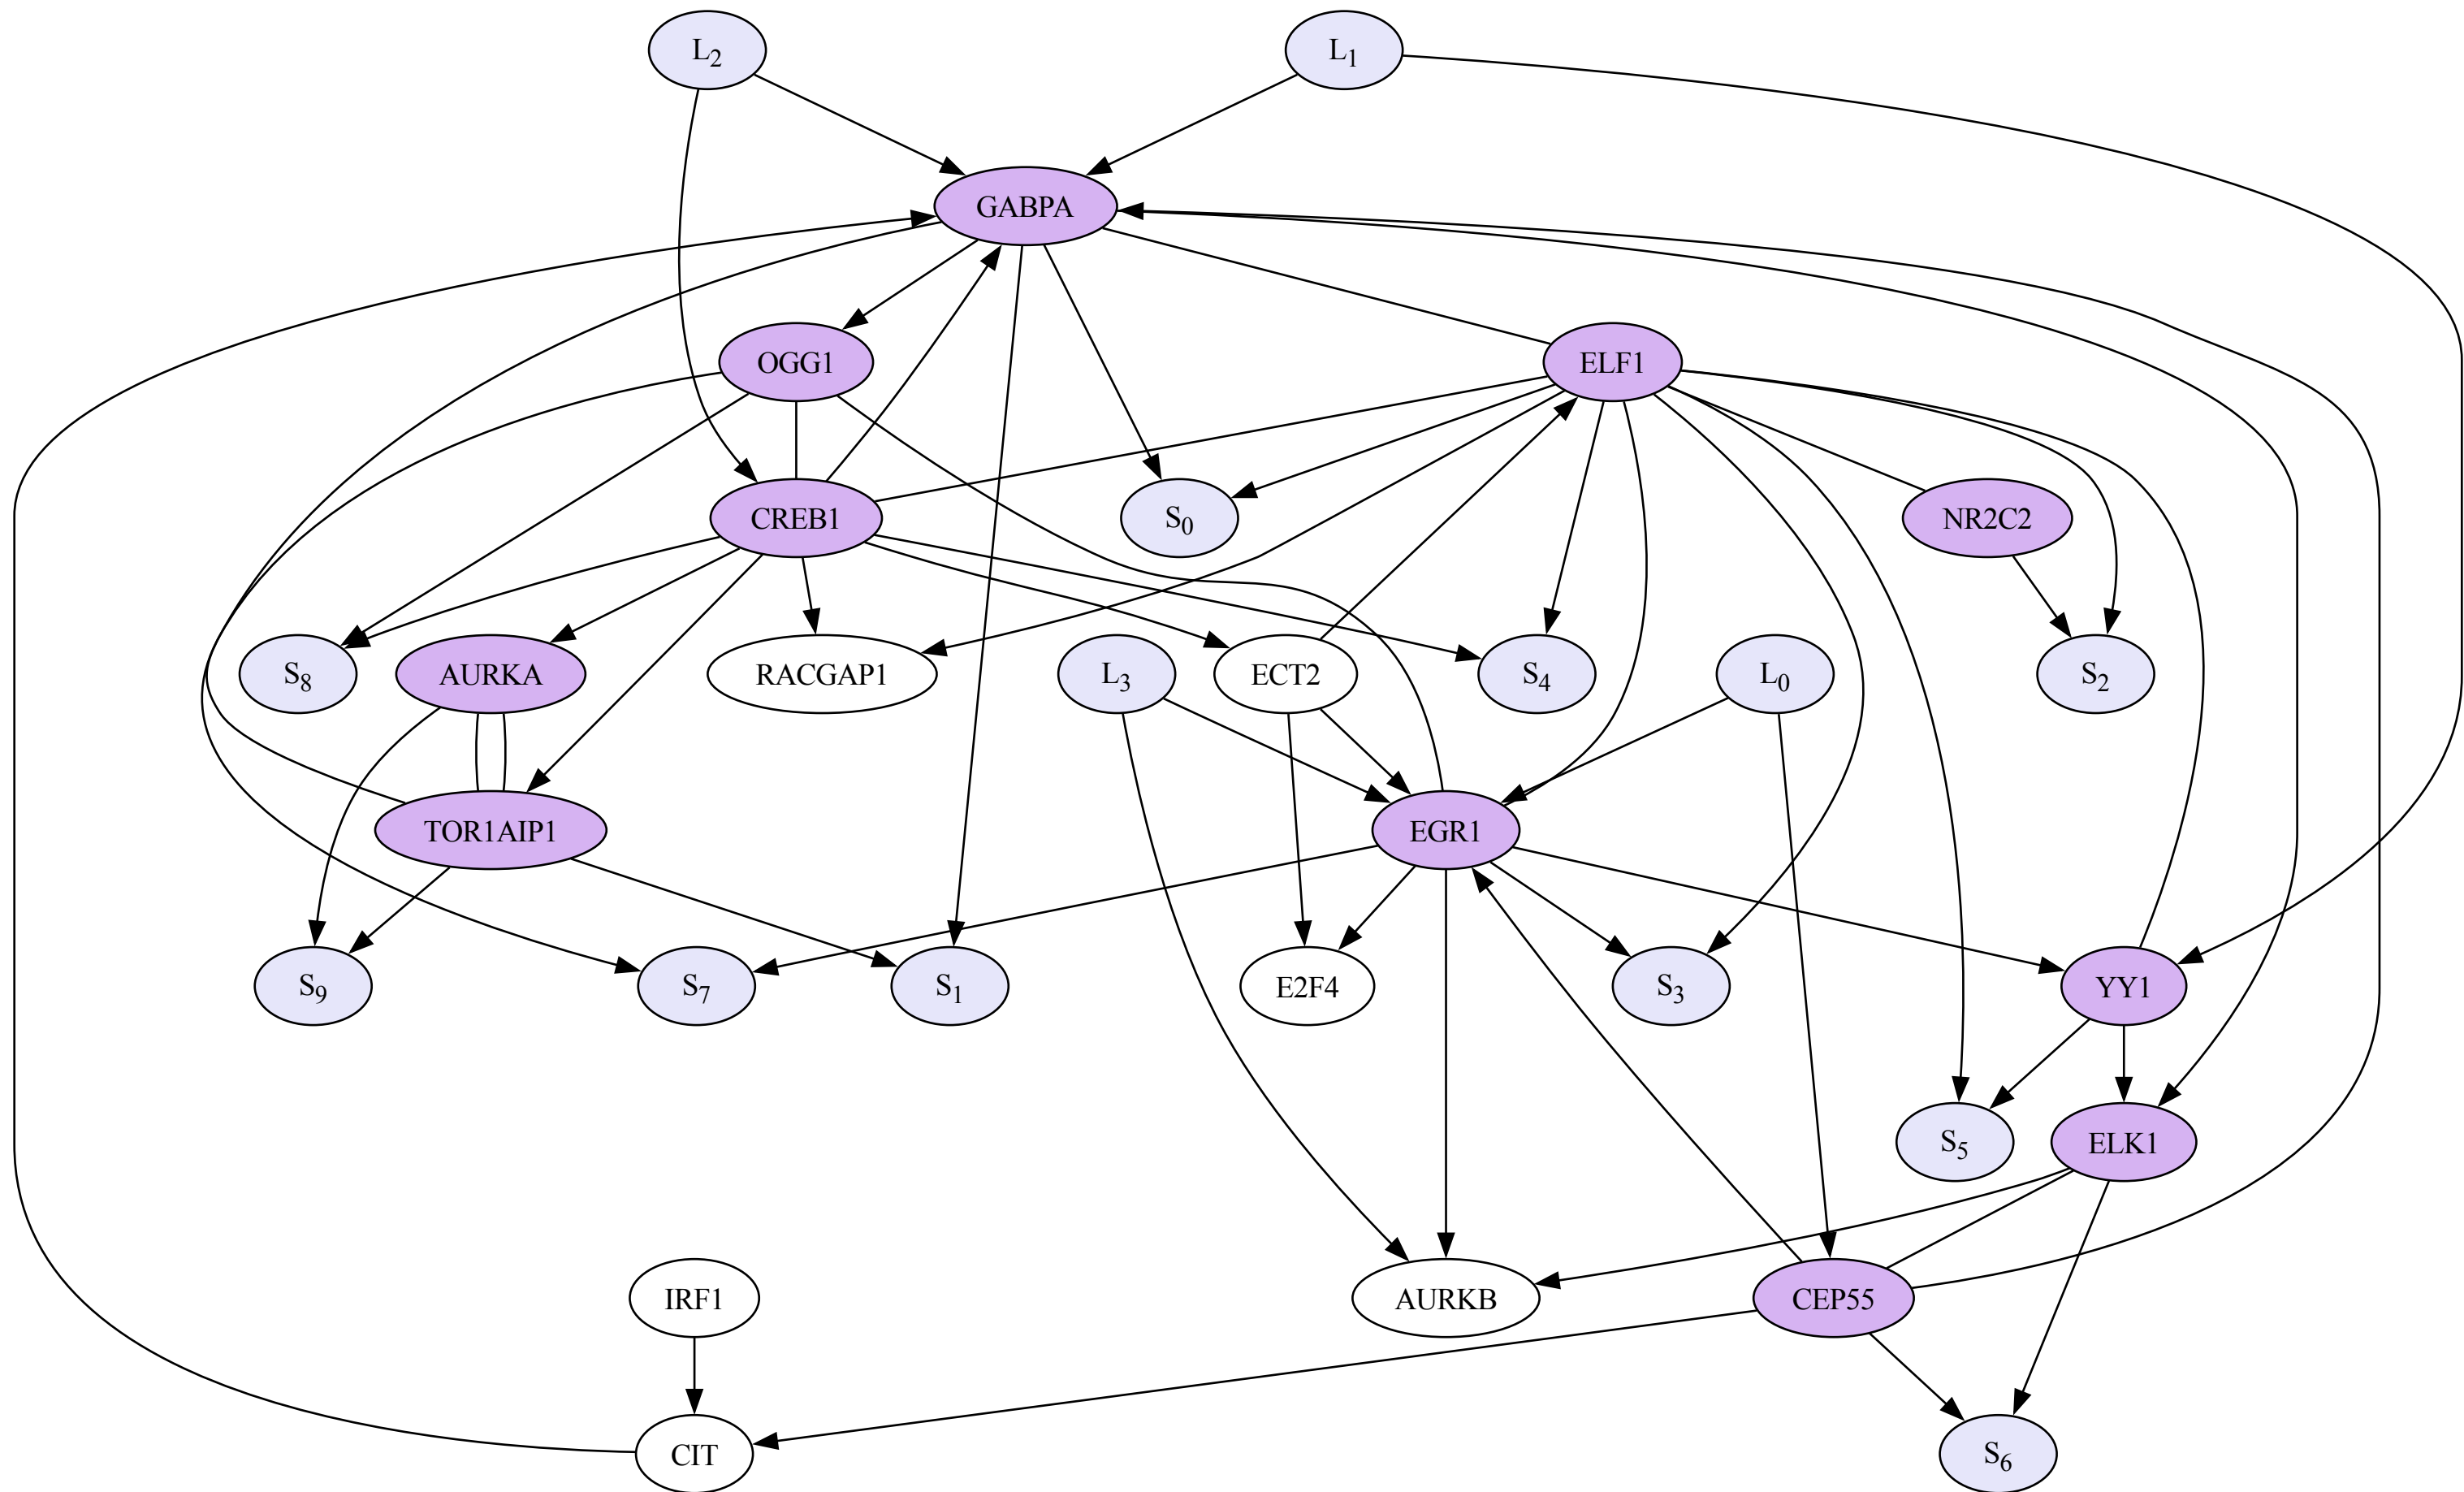 L2
L1
GABPA
OGG1
ELF1
CREB1
S0
NR2C2
S8
AURKA
RACGAP1
L3
ECT2
S4
L0
S2
TOR1AIP1
EGR1
S9
S7
S1
E2F4
S3
YY1
S5
ELK1
IRF1
AURKB
CEP55
CIT
S6